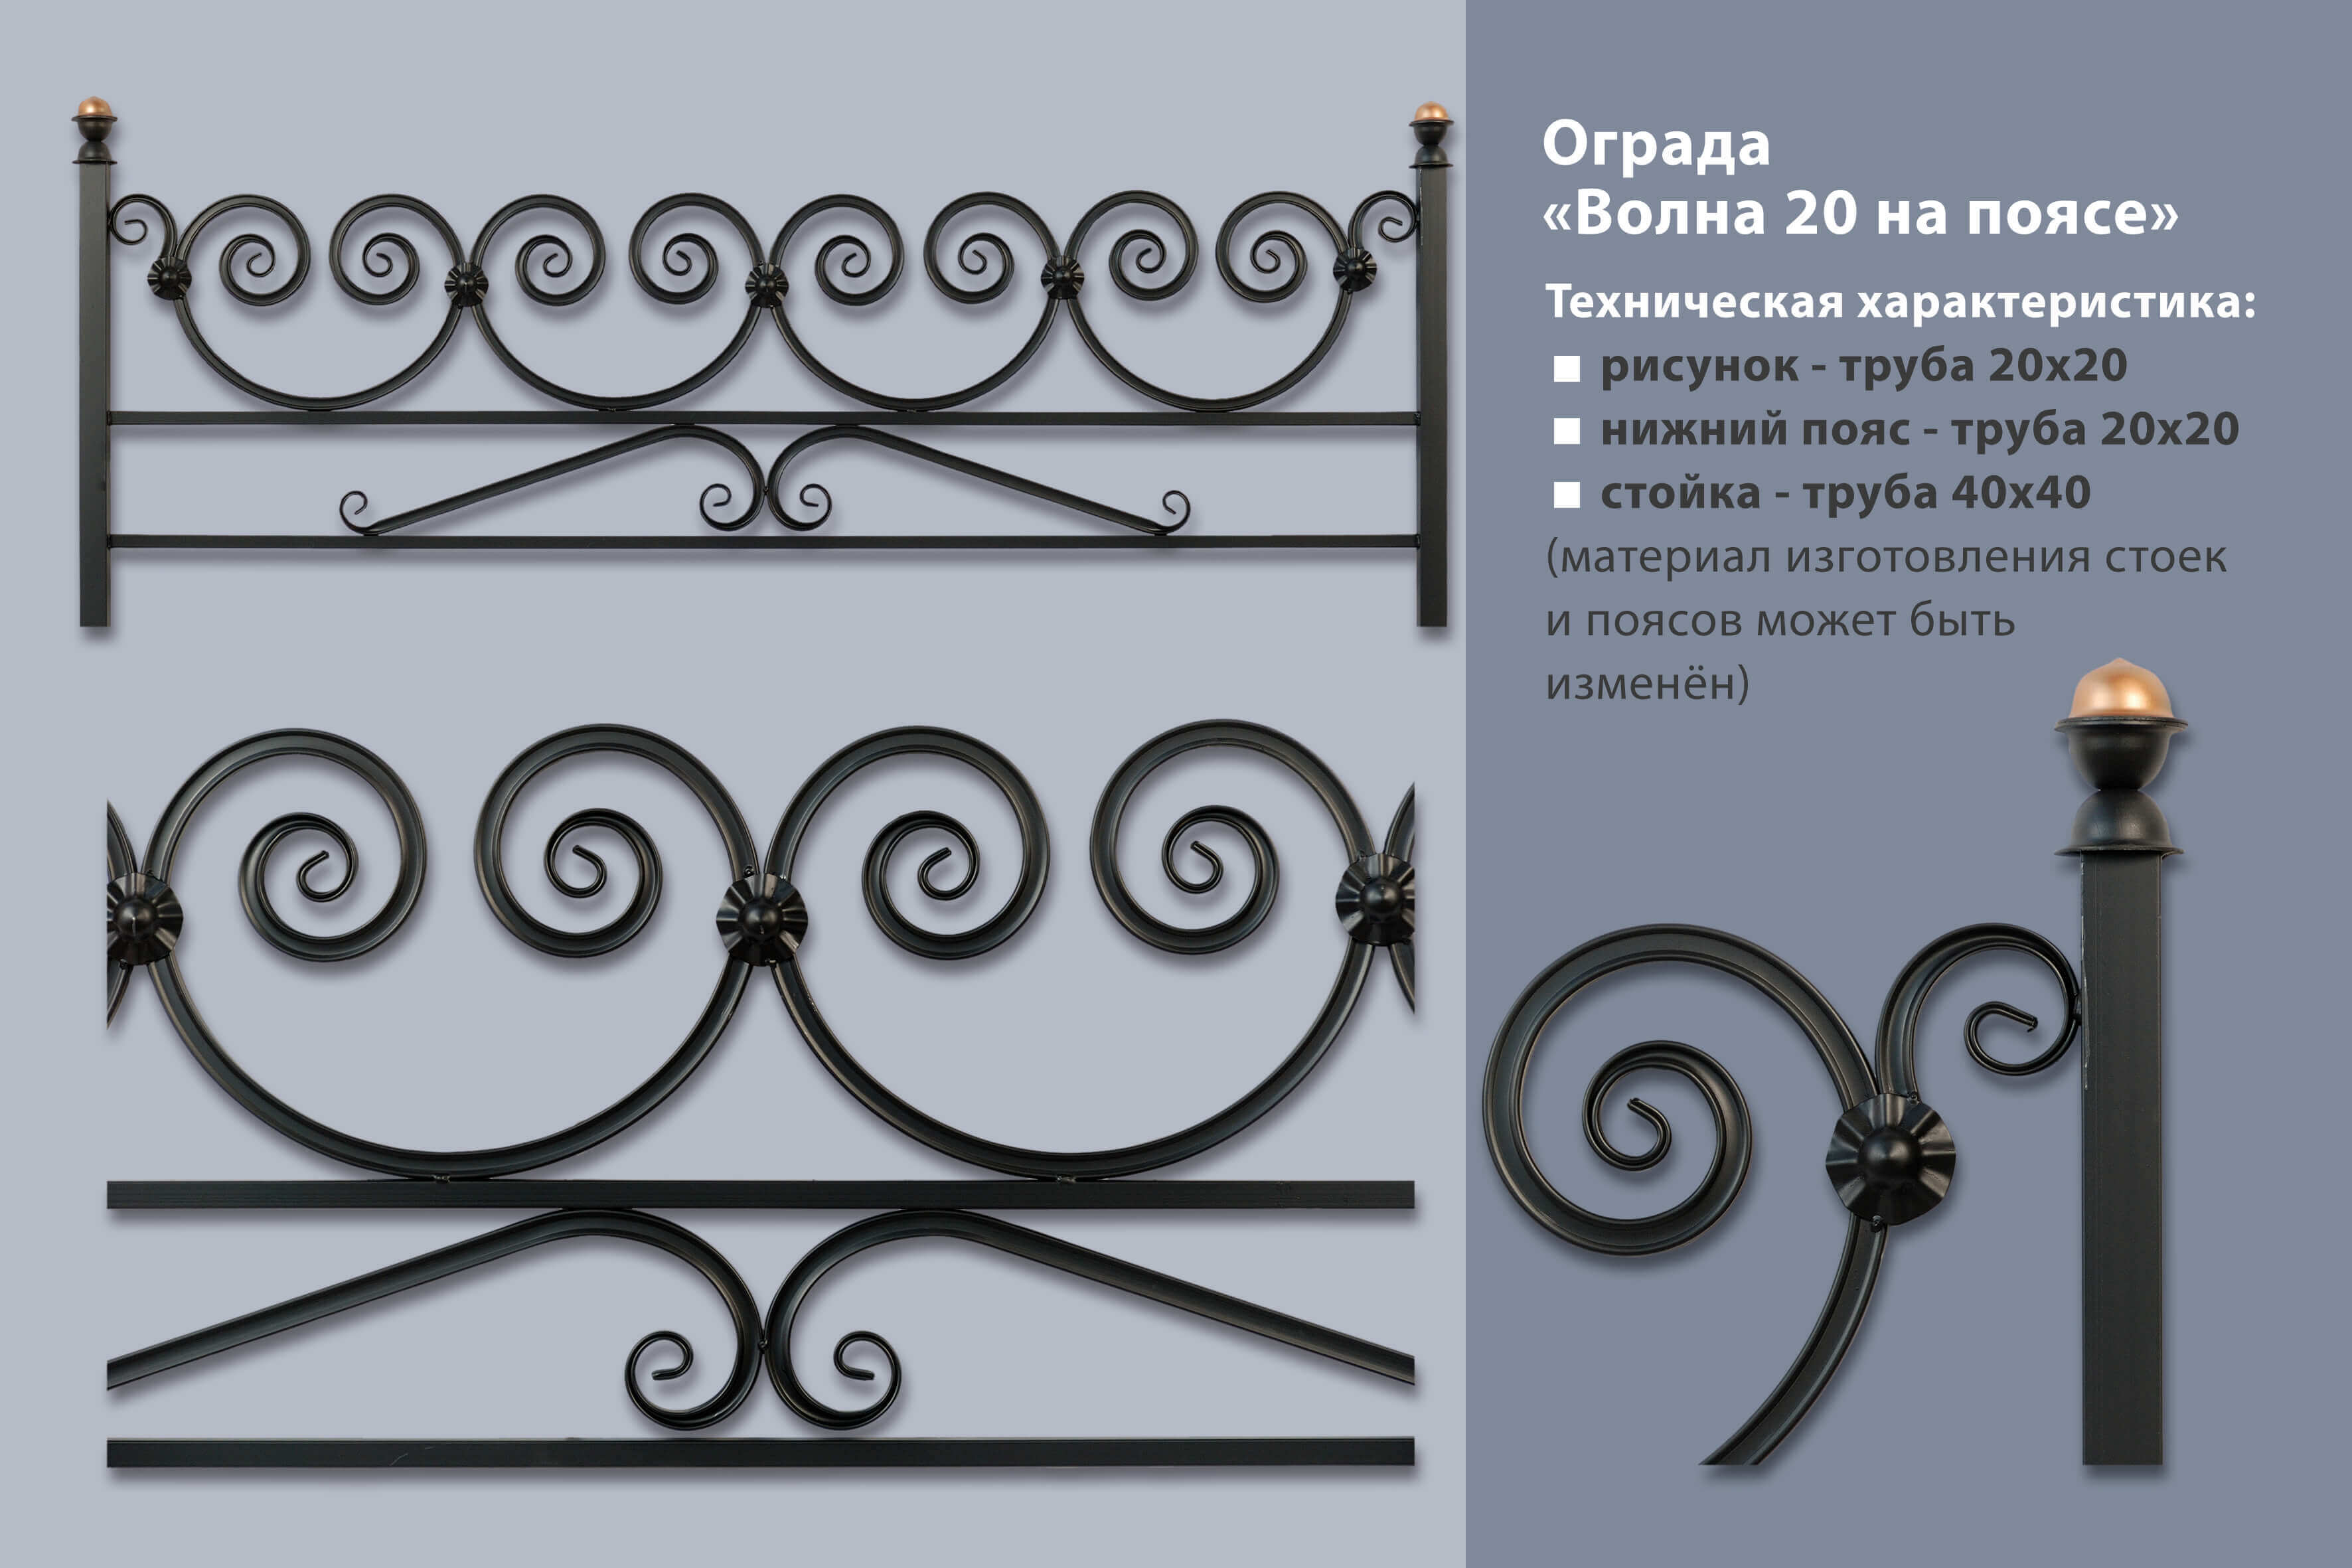 Ограда
«Волна 20 на поясе»
Техническая характеристика:
рисунок - труба 20х20
нижний пояс - труба 20х20
стойка - труба 40х40
(материал изготовления стоек
и поясов может быть
изменён)